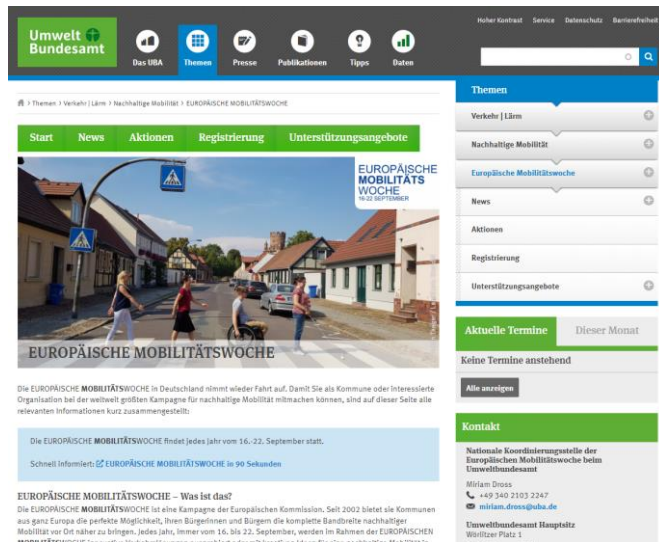 Hoher Kontrast Service Datenschutz Barrierefreiheit
Umwelt
Bundesamt
Das UBA Themen Presse Publikationen Tipps Daten
Themen > Verkehr | Lärm > Nachhaltige Mobilität > EUROPÄISCHE MOBILITÄTSWOCHE
Start News Aktionen Registrierung Unterstützungsangebote
EUROPÄISCHE
MOBILITÄTS
WOCHE
16-22 SEPTEMBER
EUROPÄISCHE MOBILITÄTSWOCHE
Die EUROPÄISCHE MOBILITÄTSWOCHE in Deutschland nimmt wieder Fahrt auf. Damit Sie als Kommune oder interessierte
Organisation bei der weltweit größten Kampagne für nachhaltige Mobilität mitmachen können, sind auf dieser Seite alle
relevanten Informationen kurz zusammengestellt:
Die EUROPÄISCHE MOBILITÄTSWOCHE findet jedes Jahr vom 16.-22. September statt.
Schnell informiert: EUROPÄISCHE MOBILITÄTSWOCHE in 90 Sekunden
EUROPÄISCHE MOBILITÄTSWOCHE – Was ist das?
Die EUROPÄISCHE MOBILITÄTSWOCHE ist eine Kampagne der Europäischen Kommission. Seit 2002 bietet sie Kommunen
aus ganz Europa die perfekte Möglichkeit, ihren Bürgerinnen und Bürgern die komplette Bandbreite nachhaltiger
Mobilität vor Ort näher zu bringen. Jedes Jahr, immer vom 16. bis 22. September, werden im Rahmen der EUROPÄISCHEN
Themen
Verkehr | Lärm
Nachhaltige Mobilität
Europäische Mobilitätswoche
News
Aktionen
Registrierung
Unterstützungsangebote
Aktuelle Termine Dieser Monat
Keine Termine anstehend
Alle anzeigen
Kontakt
Nationale Koordinierungsstelle der
Europäischen Mobilitätswoche beim
Umweltbundesamt
Miriam Dross
+49 340 2103 2247
miriam.dross@uba.de
Umweltbundesamt Hauptsitz
Wörlitzer Platz 1